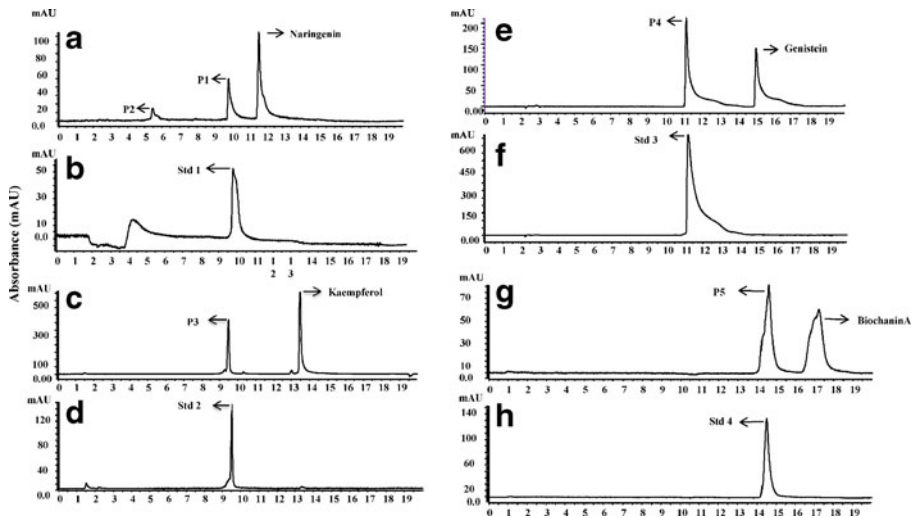 Absorbance (mAU)
mAU
a
100
80
60
40
20
0.0
P2
P1
Naringenin
0 1 2 3 4 5 6 7 8 9 10 11 12 13 14 15 16 17 18 19
mAU
b
50
30
10
0.0
Std 1
0 1 2 3 4 5 6 7 8 9 10 11 12 13 14 15 16 17 18 19
2 3
mAU
c
500
300
100
0.00
P3
Kaempferol
0 1 2 3 4 5 6 7 8 9 10 11 12 13 14 15 16 17 18 19
mAU
d
120
80
40
0.0
Std 2
0 1 2 3 4 5 6 7 8 9 10 11 12 13 14 15 16 17 18 19
mAU
e
200
150
100
50
0.00
P4
Genistein
0 1 2 3 4 5 6 7 8 9 10 11 12 13 14 15 16 17 18 19
mAU
f
600
450
300
150
0.00
Std 3
0 1 2 3 4 5 6 7 8 9 10 11 12 13 14 15 16 17 18 19
mAU
g
70
50
30
10
0.0
P5
BiochaninA
0 1 2 3 4 5 6 7 8 9 10 11 12 13 14 15 16 17 18 19
mAU
h
140
100
80
40
0.00
Std 4
0 1 2 3 4 5 6 7 8 9 10 11 12 13 14 15 16 17 18 19